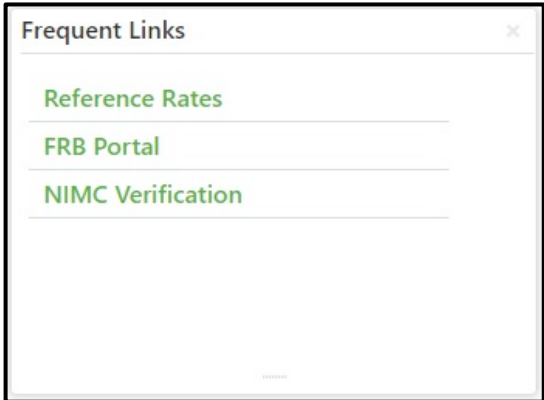 Frequent Links
Reference Rates
FRB Portal
NIMC Verification